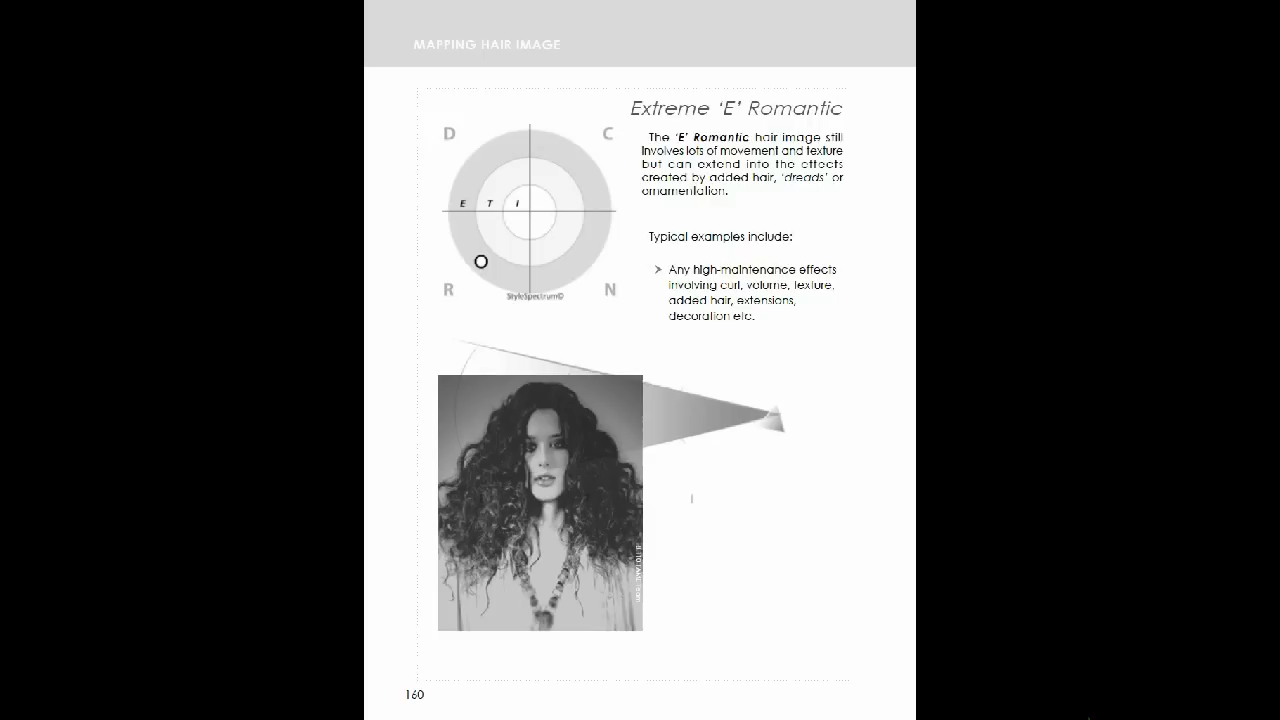 MAPPING HAIR IMAGE
Extreme ‘E’ Romantic
D
C
The ‘E’ Romantic hair image still
involves lots of movement and texture
but can extend into the effects
created by added hair, ‘dreads’ or
ornamentation.
E T I
Typical examples include:
➤ Any high-maintenance effects
involving curl, volume, texture,
added hair, extensions,
decoration etc.
R
N
StyleSpectrum©
160